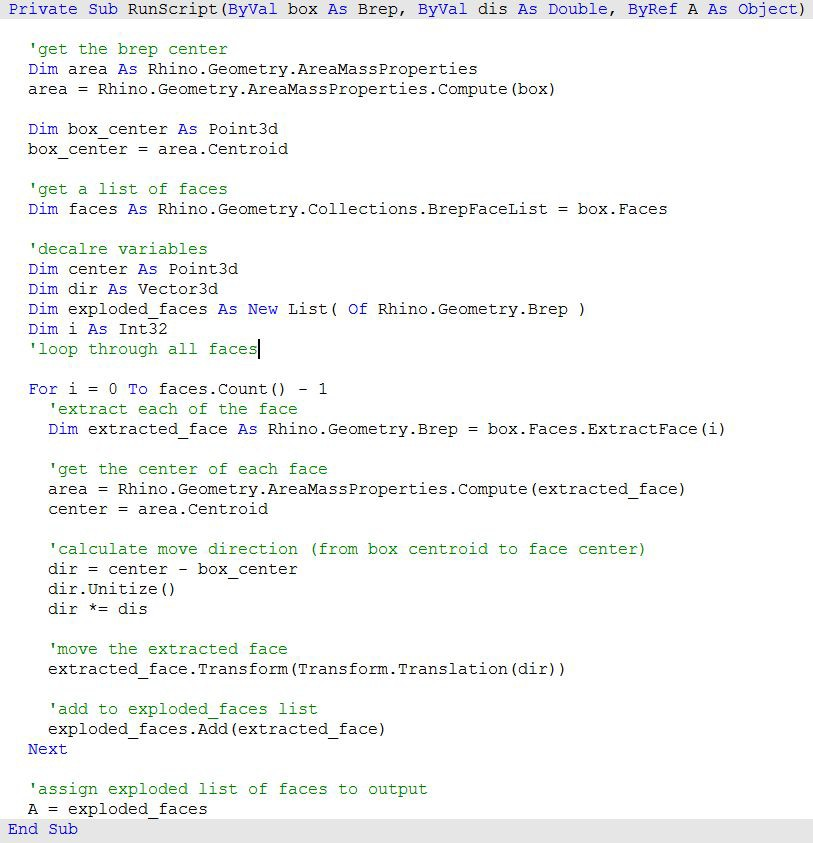 Private Sub RunScript(ByVal box As Brep, ByVal dis As Double, ByRef A As Object)
'get the brep center
Dim area As Rhino.Geometry.AreaMassProperties
area = Rhino.Geometry.AreaMassProperties.Compute(box)
Dim box_center As Point3d
box_center = area.Centroid
'get a list of faces
Dim faces As Rhino.Geometry.Collections.BrepFaceList = box.Faces
'decalre variables
Dim center As Point3d
Dim dir As Vector3d
Dim exploded_faces As New List( Of Rhino.Geometry.Brep )
Dim i As Int32
'loop through all faces
For i = 0 To faces.Count() - 1
'extract each of the face
Dim extracted_face As Rhino.Geometry.Brep = box.Faces.ExtractFace(i)
'get the center of each face
area = Rhino.Geometry.AreaMassProperties.Compute(extracted_face)
center = area.Centroid
'calculate move direction (from box centroid to face center)
dir = center - box_center
dir.Unitize()
dir *= dis
'move the extracted face
extracted_face.Transform(Transform.Translation(dir))
'add to exploded_faces list
exploded_faces.Add(extracted_face)
Next
'assign exploded list of faces to output
A = exploded_faces
End Sub